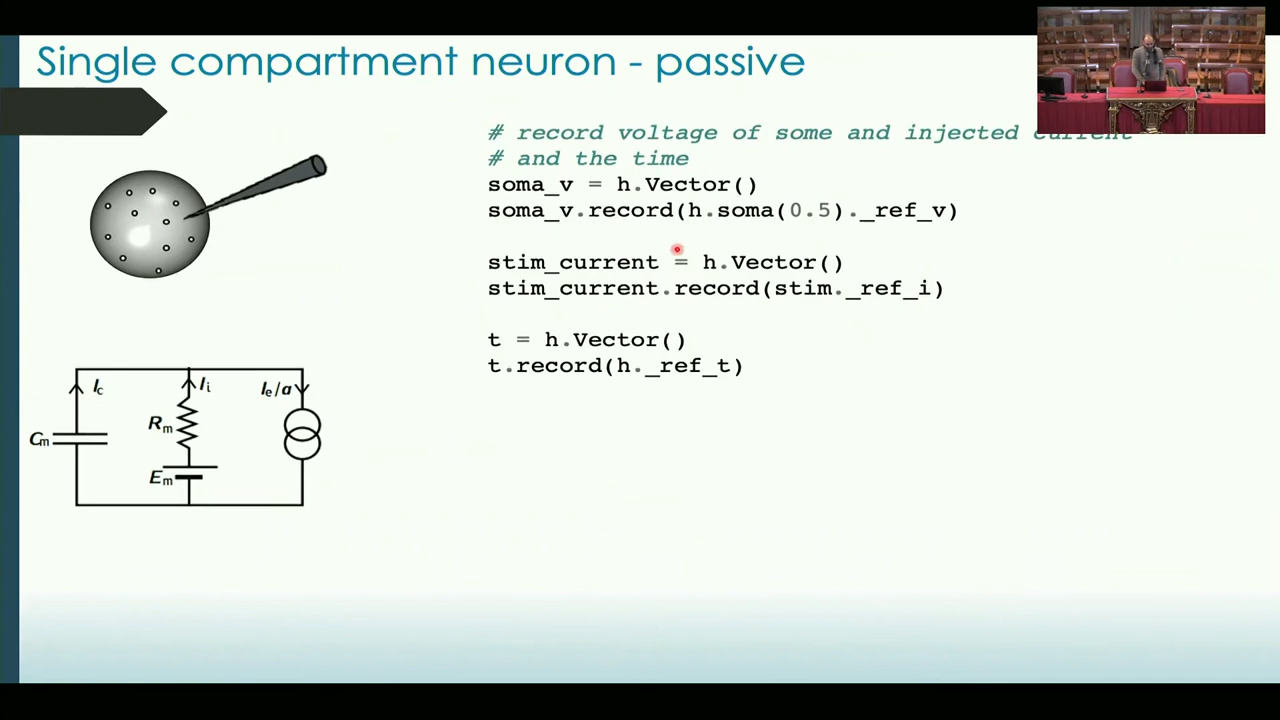 Single compartment neuron - passive
# record voltage of some and injected current
# and the time
soma_v = h.Vector()
soma_v.record(h.soma(0.5)._ref_v)
stim_current = h.Vector()
stim_current.record(stim._ref_i)
t = h.Vector()
t.record(h._ref_t)
Ic
Ii
Ie/a
Rm
Cm
Em